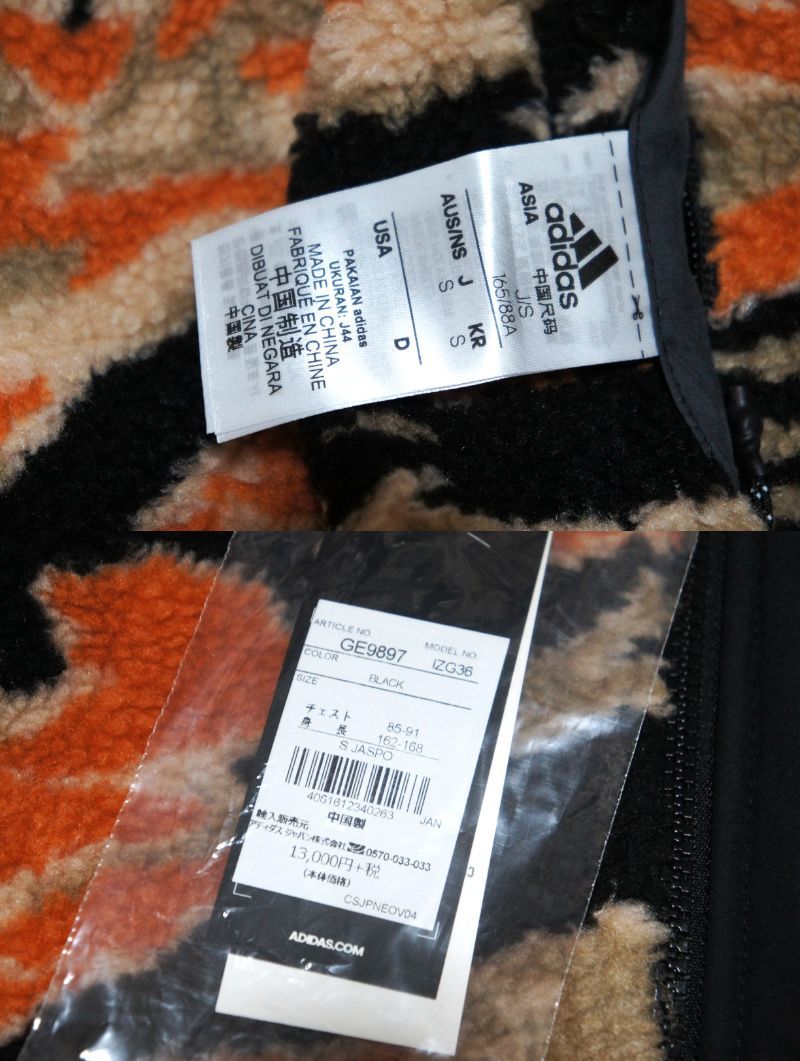 adidas
中国尺码
ASIA
J/S
165/88A
AUS/NS
J
S
KR
S
USA
D
PAKAIAN adidas
UKURAN: J44
MADE IN CHINA
FABRIQUÉ EN CHINE
中国制造
DIBUAT DI NEGARA
CINA
中国製
ARTICLE NO.
MODEL NO.
GE9897
IZG36
COLOR
BLACK
SIZE
チェスト 85-91
身長 162-168
S JASPO
4061612340263 JAN
中国製
輸入販売元
アディダス ジャパン株式会社 0570-033-033
13,000円+税
(本体価格)
CSJPNEOV04
ADIDAS.COM